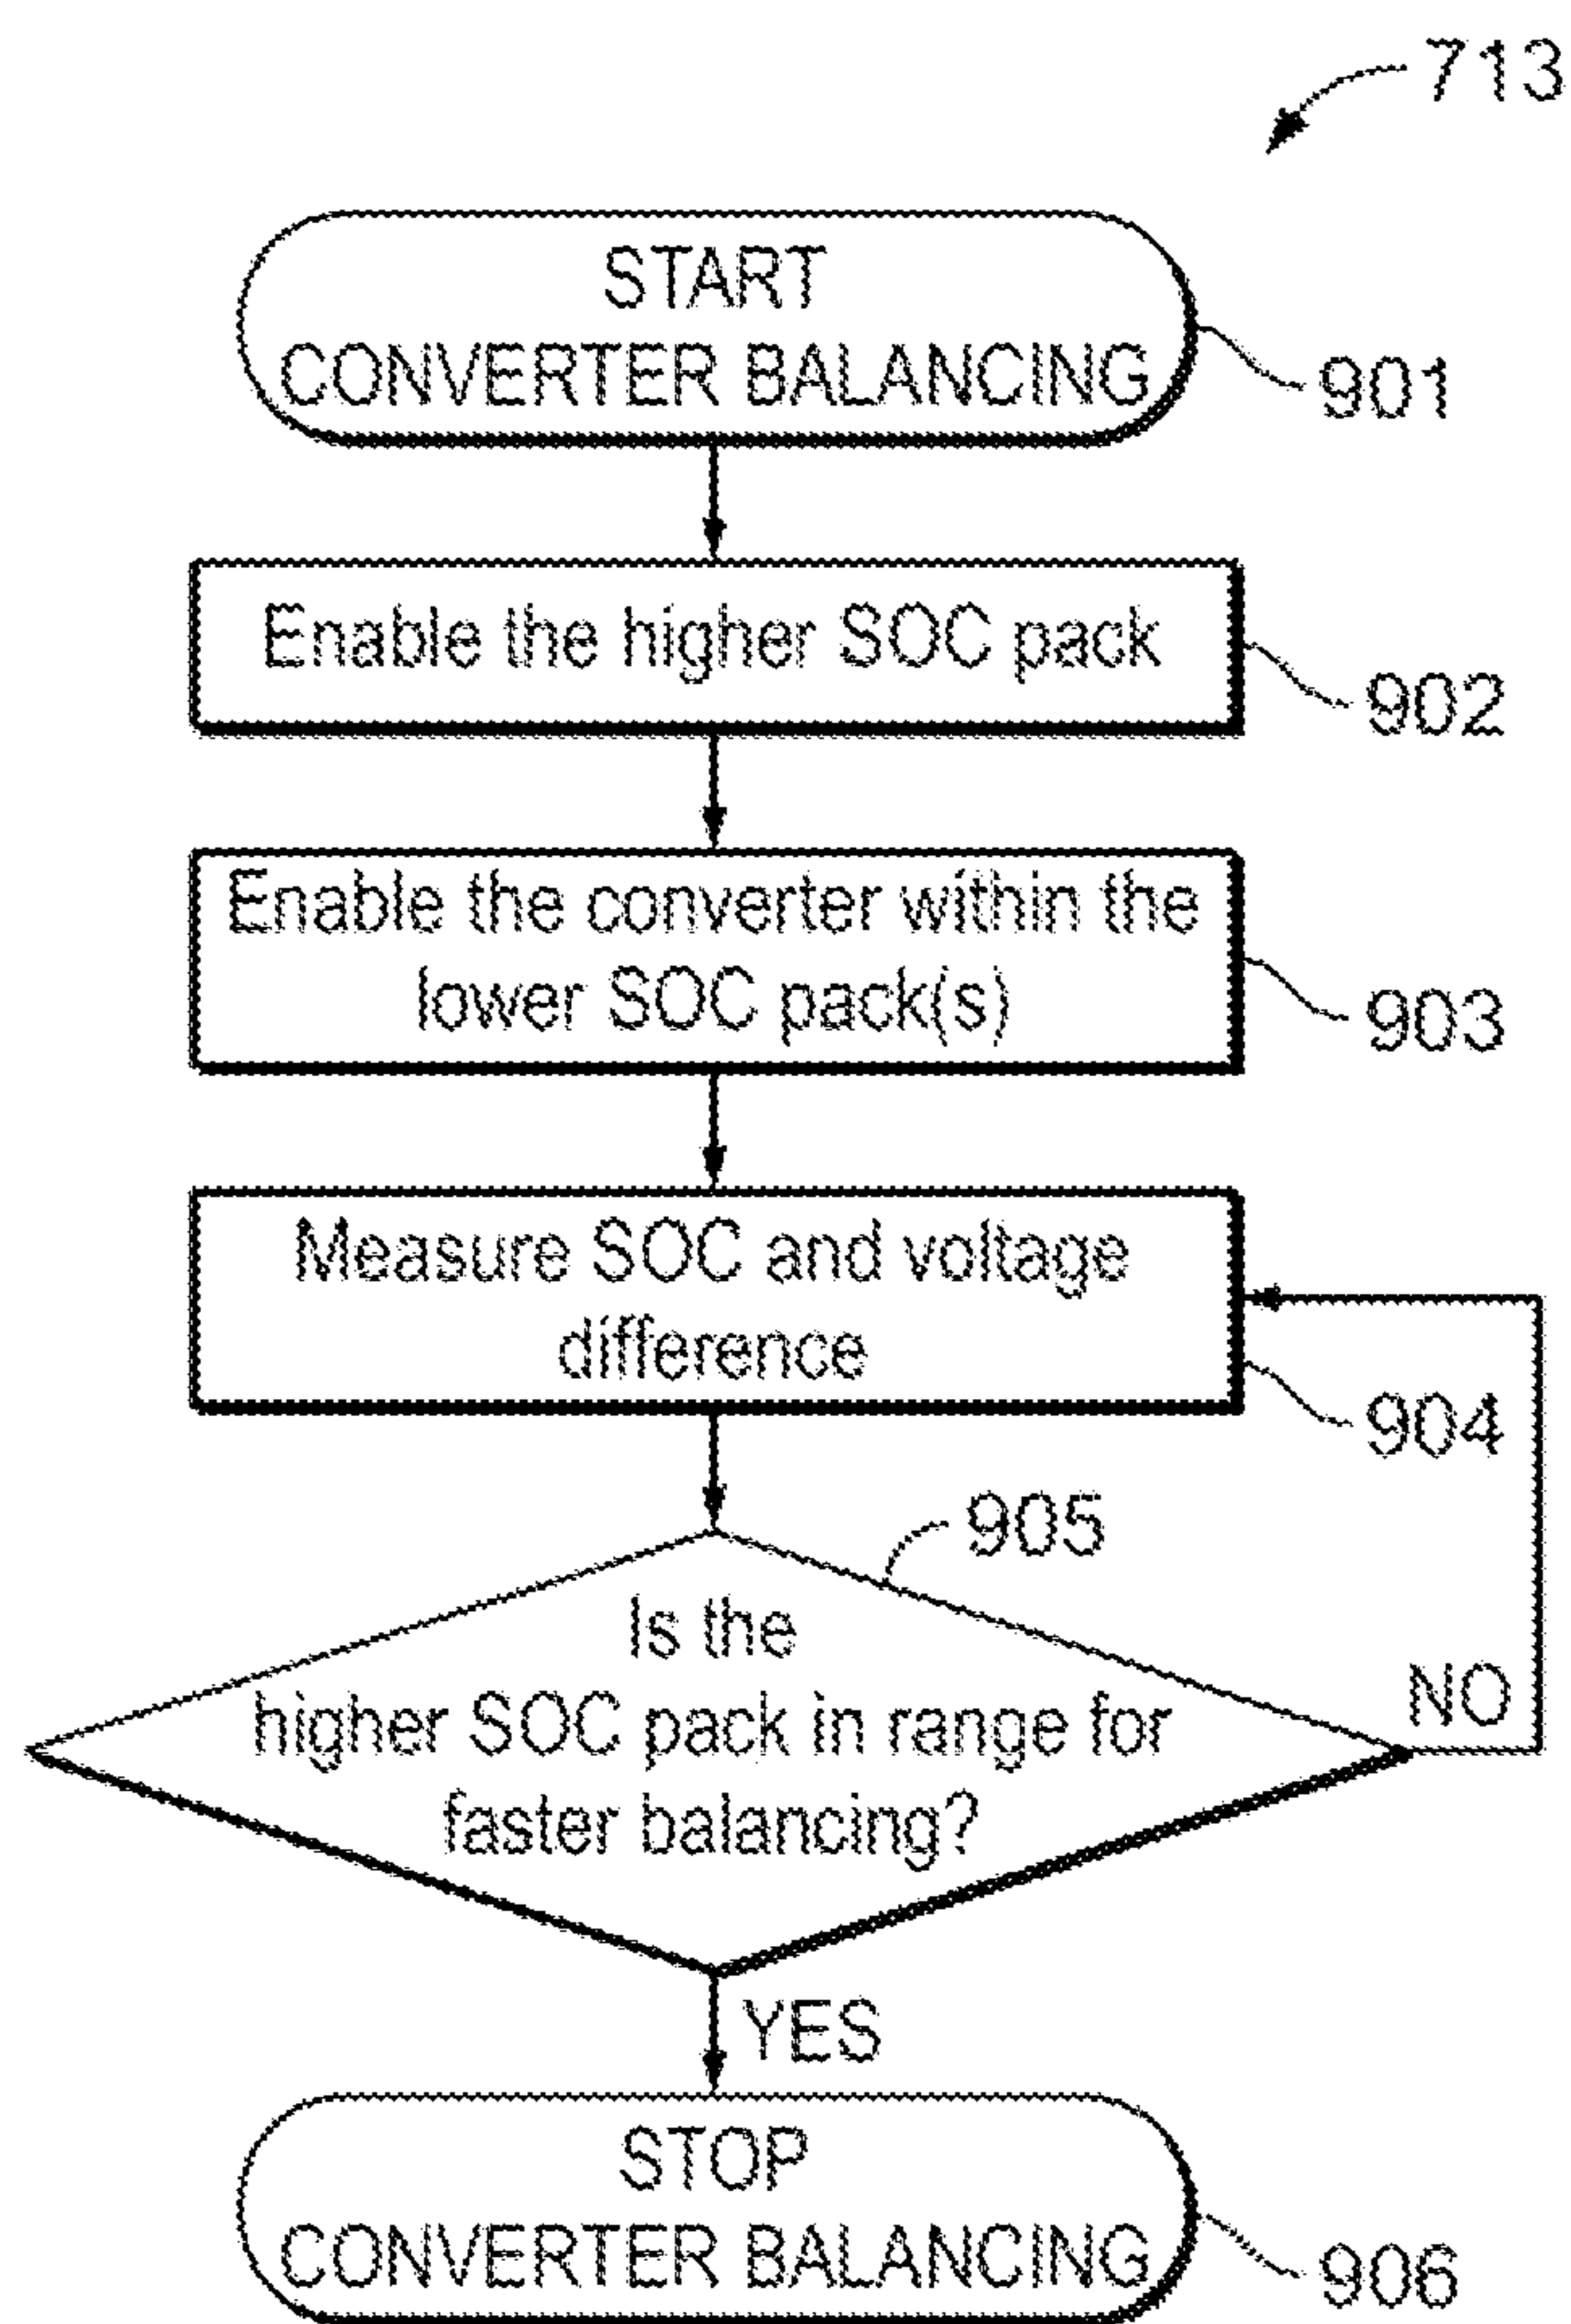 713
START
CONVERTER BALANCING
901
Enable the higher SOC pack
902
Enable the converter within the
lower SOC pack(s)
903
Measure SOC and voltage
difference
904
905
Is the
higher SOC pack in range for
faster balancing?
NO
YES
STOP
CONVERTER BALANCING
906